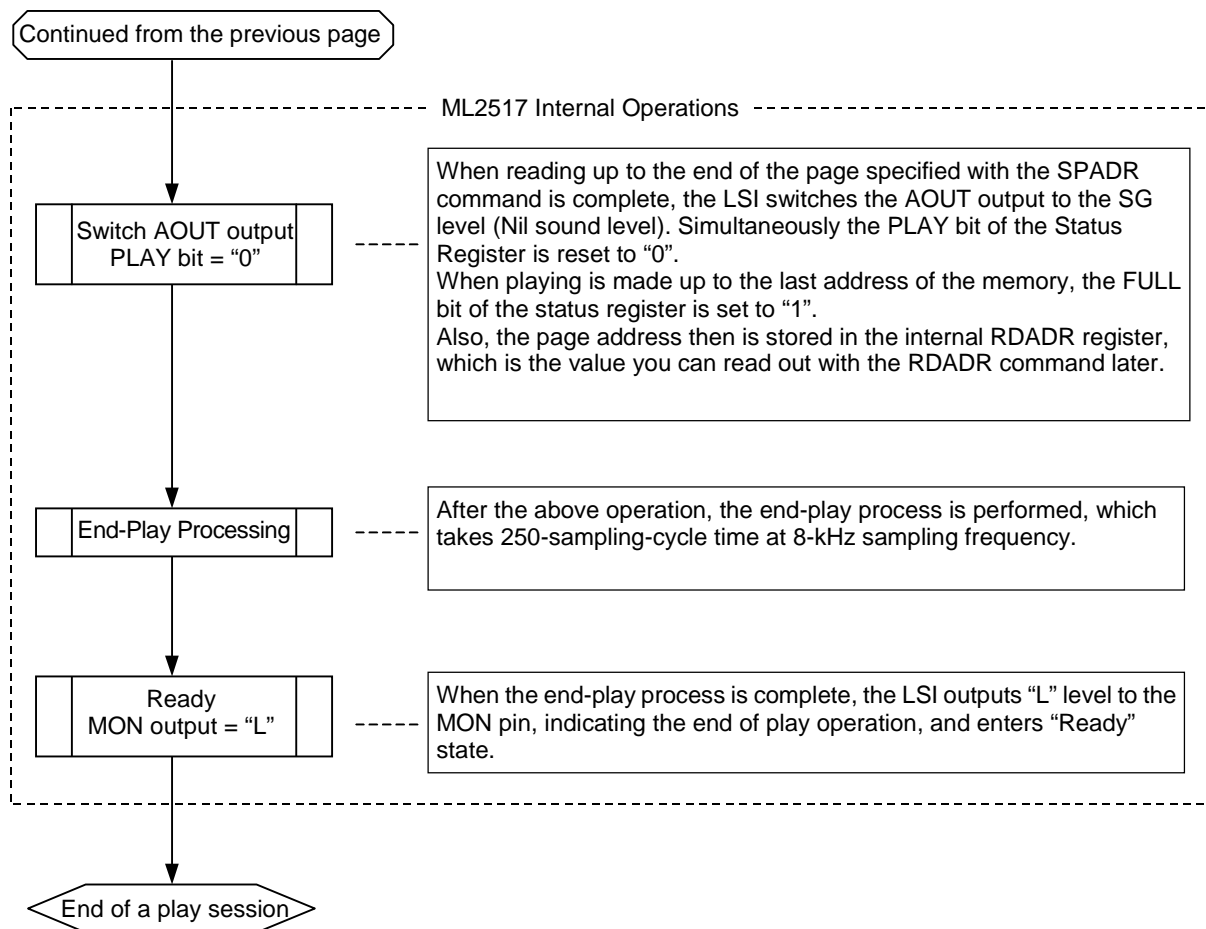 Continued from the previous page
ML2517 Internal Operations
Switch AOUT output
PLAY bit = “0”
When reading up to the end of the page specified with the SPADR
command is complete, the LSI switches the AOUT output to the SG
level (Nil sound level). Simultaneously the PLAY bit of the Status
Register is reset to “0”.
When playing is made up to the last address of the memory, the FULL
bit of the status register is set to “1”.
Also, the page address then is stored in the internal RDADR register,
which is the value you can read out with the RDADR command later.
End-Play Processing
After the above operation, the end-play process is performed, which
takes 250-sampling-cycle time at 8-kHz sampling frequency.
Ready
MON output = “L”
When the end-play process is complete, the LSI outputs “L” level to the
MON pin, indicating the end of play operation, and enters “Ready”
state.
End of a play session